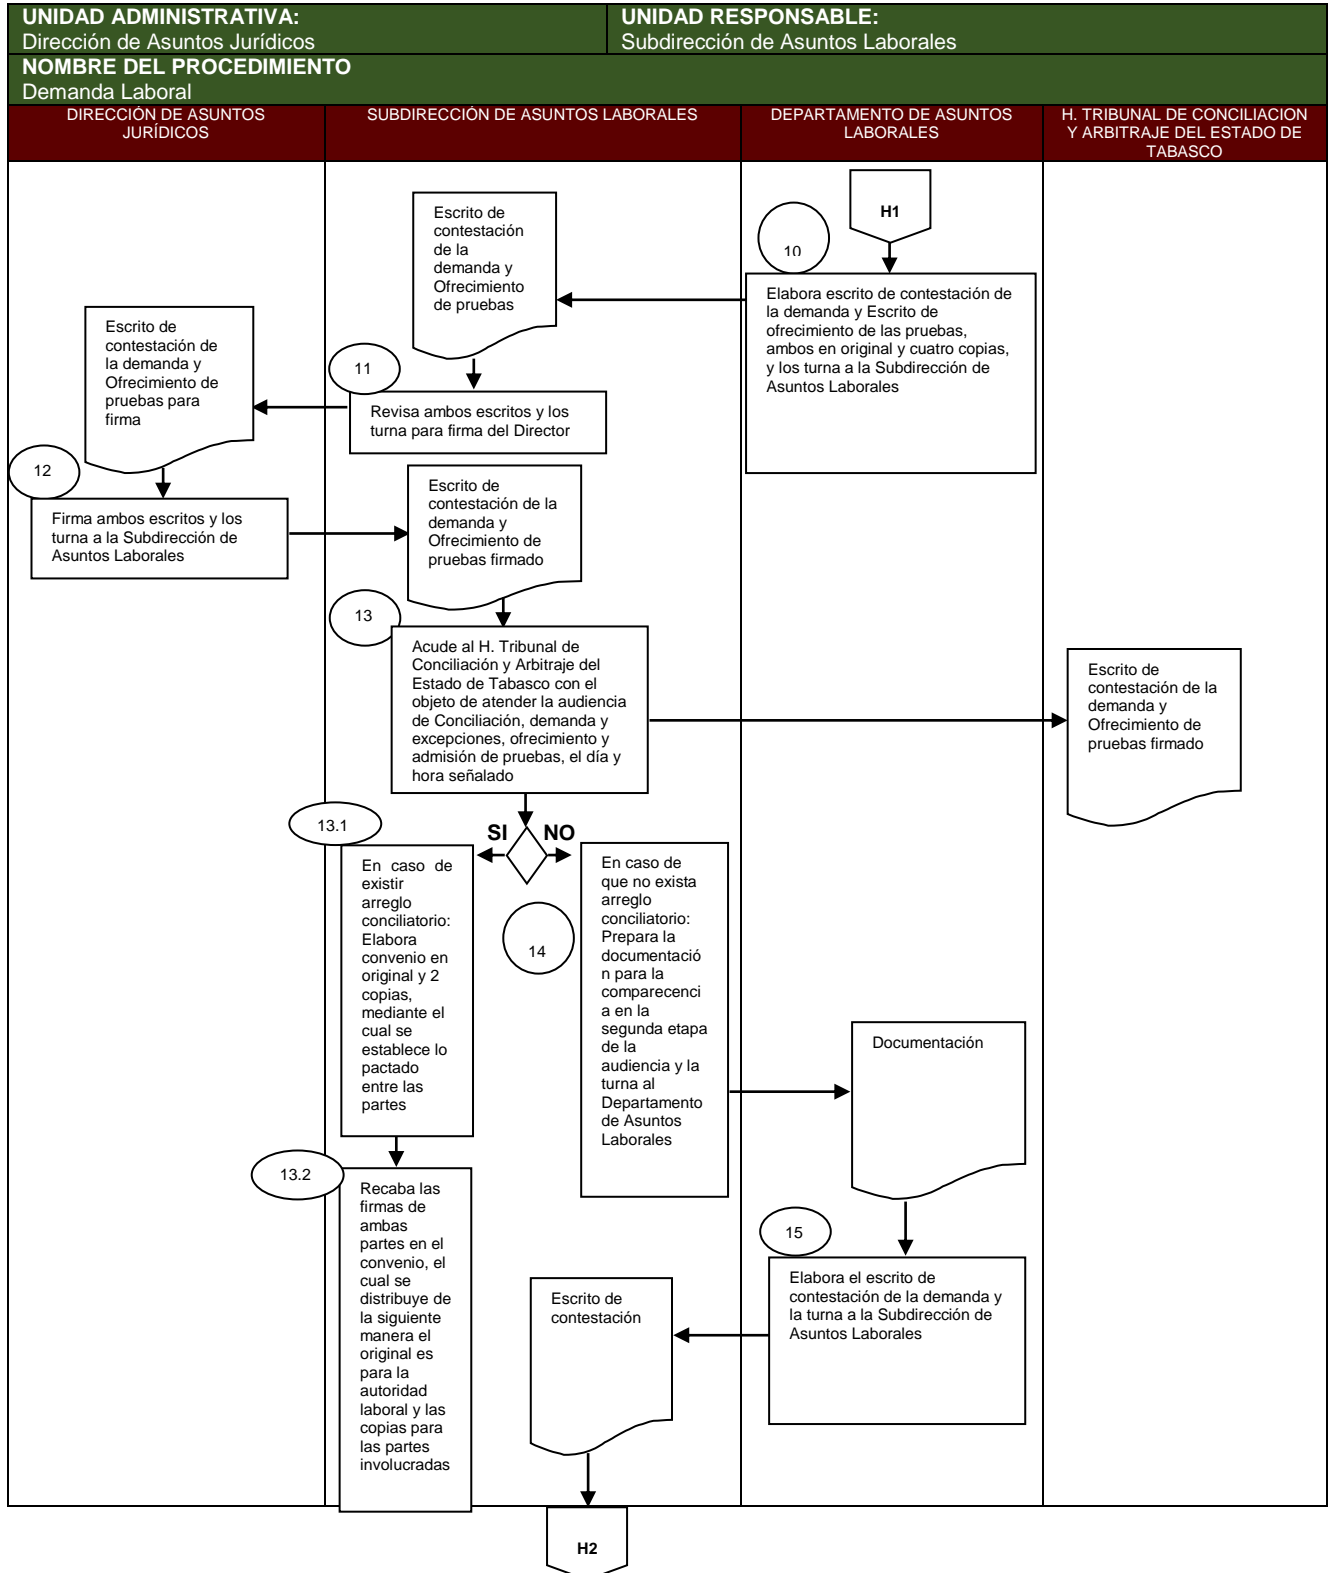 UNIDAD ADMINISTRATIVA:
Dirección de Asuntos Jurídicos
UNIDAD RESPONSABLE:
Subdirección de Asuntos Laborales
NOMBRE DEL PROCEDIMIENTO
Demanda Laboral
DIRECCIÓN DE ASUNTOS
JURÍDICOS
SUBDIRECCIÓN DE ASUNTOS LABORALES
DEPARTAMENTO DE ASUNTOS
LABORALES
H. TRIBUNAL DE CONCILIACION
Y ARBITRAJE DEL ESTADO DE
TABASCO
H1
10
Elabora escrito de contestación de
la demanda y Escrito de
ofrecimiento de las pruebas,
ambos en original y cuatro copias,
y los turna a la Subdirección de
Asuntos Laborales
Escrito de
contestación
de la
demanda y
Ofrecimiento
de pruebas
11
Revisa ambos escritos y los
turna para firma del Director
Escrito de
contestación de
la demanda y
Ofrecimiento de
pruebas para
firma
12
Firma ambos escritos y los
turna a la Subdirección de
Asuntos Laborales
Escrito de
contestación de la
demanda y
Ofrecimiento de
pruebas firmado
13
Acude al H. Tribunal de
Conciliación y Arbitraje del
Estado de Tabasco con el
objeto de atender la audiencia
de Conciliación, demanda y
excepciones, ofrecimiento y
admisión de pruebas, el día y
hora señalado
Escrito de
contestación de la
demanda y
Ofrecimiento de
pruebas firmado
SI
NO
13.1
En caso de
existir
arreglo
conciliatorio:
Elabora
convenio en
original y 2
copias,
mediante el
cual se
establece lo
pactado
entre las
partes
14
En caso de
que no exista
arreglo
conciliatorio:
Prepara la
documentació
n para la
comparecenci
a en la
segunda etapa
de la
audiencia y la
turna al
Departamento
de Asuntos
Laborales
Documentación
13.2
Recaba las
firmas de
ambas
partes en el
convenio, el
cual se
distribuye de
la siguiente
manera el
original es
para la
autoridad
laboral y las
copias para
las partes
involucradas
15
Elabora el escrito de
contestación de la demanda y
la turna a la Subdirección de
Asuntos Laborales
Escrito de
contestación
H2